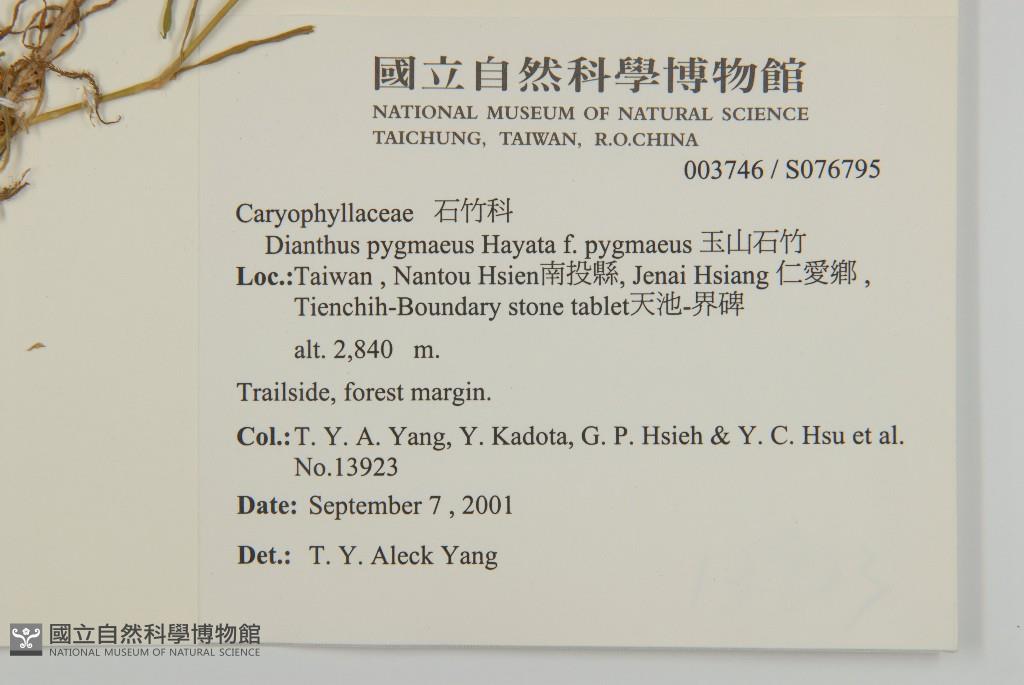 國立自然科學博物館
NATIONAL MUSEUM OF NATURAL SCIENCE
TAICHUNG, TAIWAN, R.O.CHINA
003746 / S076795
Caryophyllaceae 石竹科
Dianthus pygmaeus Hayata f. pygmaeus 玉山石竹
Loc.:Taiwan , Nantou Hsien南投縣, Jenai Hsiang 仁愛鄉 ,
Tienchih-Boundary stone tablet天池-界碑
alt. 2,840 m.
Trailside, forest margin.
Col.:T. Y. A. Yang, Y. Kadota, G. P. Hsieh & Y. C. Hsu et al.
No.13923
Date: September 7 , 2001
Det.: T. Y. Aleck Yang
國立自然科學博物館
NATIONAL MUSEUM OF NATURAL SCIENCE